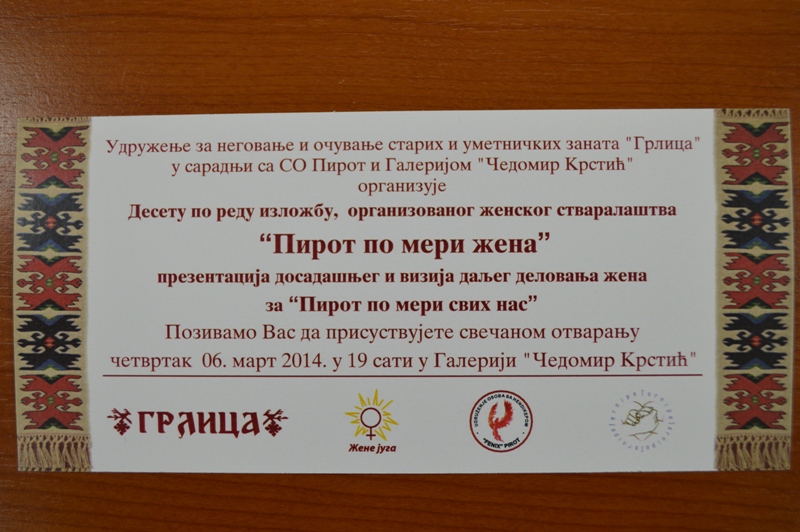 Удружење за неговање и очување старих и уметничких заната "Грлица"
у сарадњи са СО Пирот и Галеријом "Чедомир Крстић"
организује
Десету по реду изложбу, организованог женског стваралаштва
“Пирот по мери жена”
презентација досадашњег и визија даљег деловања жена
за “Пирот по мери свих нас”
Позивамо Вас да присуствујете свечаном отварању
четвртак 06. март 2014. у 19 сати у Галерији "Чедомир Крстић"
ГРЛИЦА
Жене југа
"FENIX" PIROT